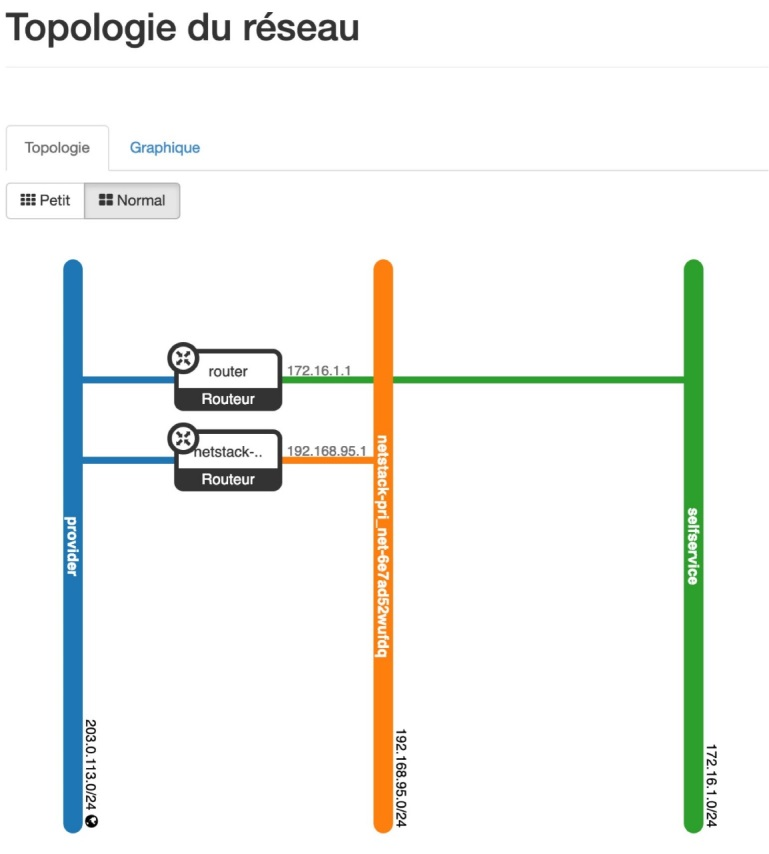 Topologie du réseau
Topologie
Graphique
Petit
Normal
router
Routeur
172.16.1.1
netstack-..
Routeur
192.168.95.1
provider
netstack-pri_net-6e7ad52wufdq
selfservice
203.0.113.0/24
192.168.95.0/24
172.16.1.0/24